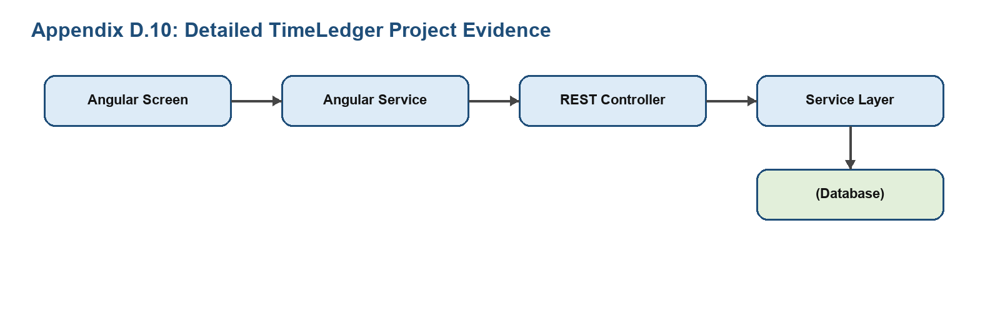 Appendix D.10: Detailed TimeLedger Project Evidence
Angular Screen
Angular Service
REST Controller
Service Layer
(Database)